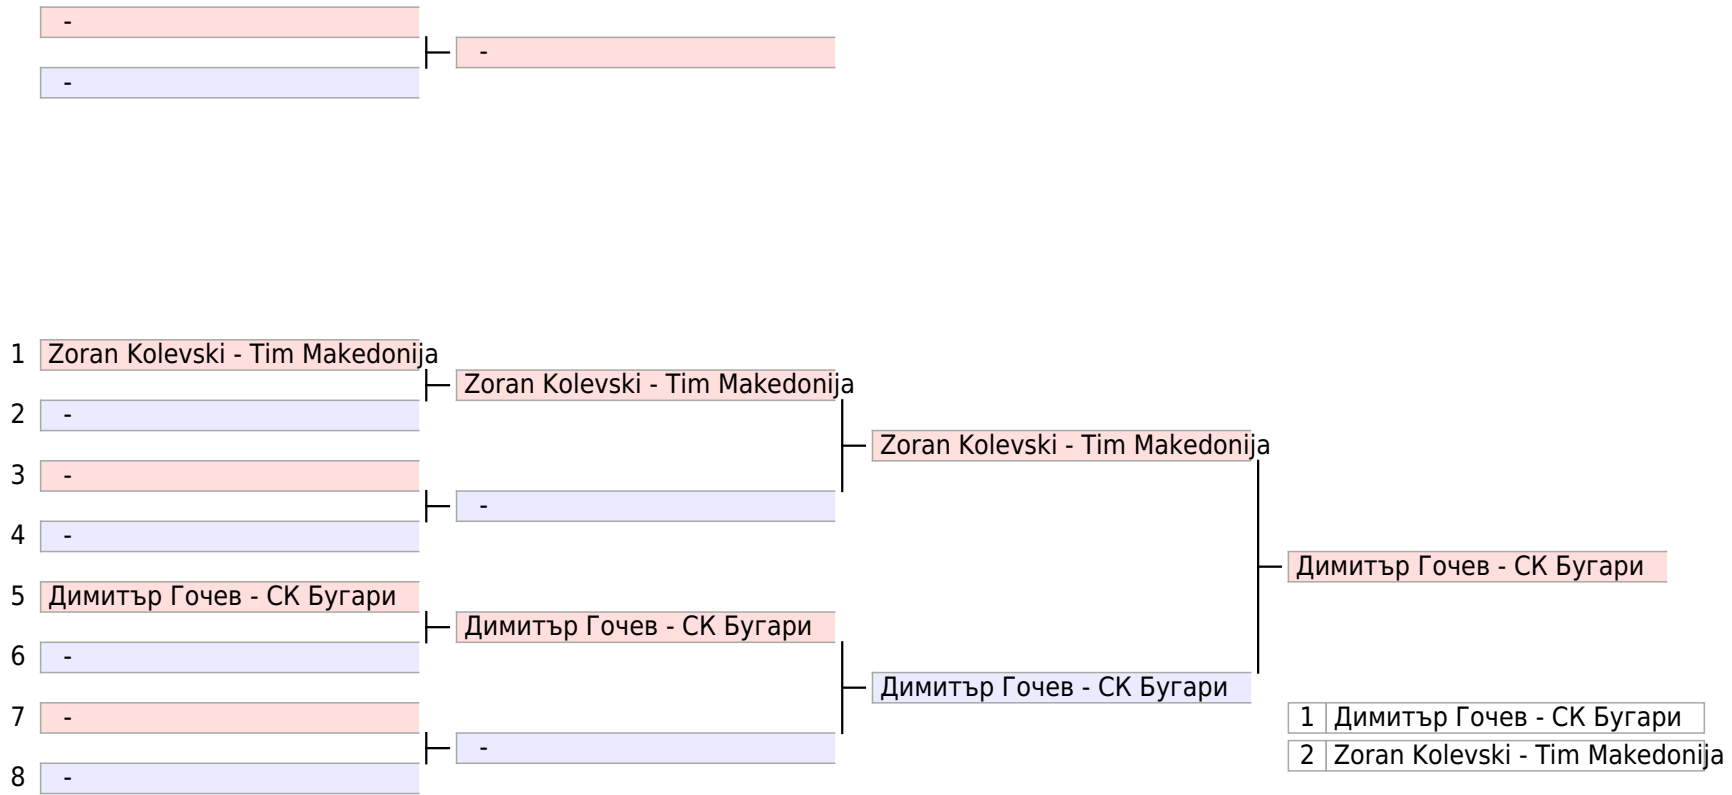 -
-
-
1 Zoran Kolevski - Tim Makedonija
Zoran Kolevski - Tim Makedonija
2 -
Zoran Kolevski - Tim Makedonija
3 -
-
4 -
Димитър Гочев - СК Бугари
5 Димитър Гочев - СК Бугари
Димитър Гочев - СК Бугари
6 -
Димитър Гочев - СК Бугари
7 -
1 Димитър Гочев - СК Бугари
-
2 Zoran Kolevski - Tim Makedonija
8 -